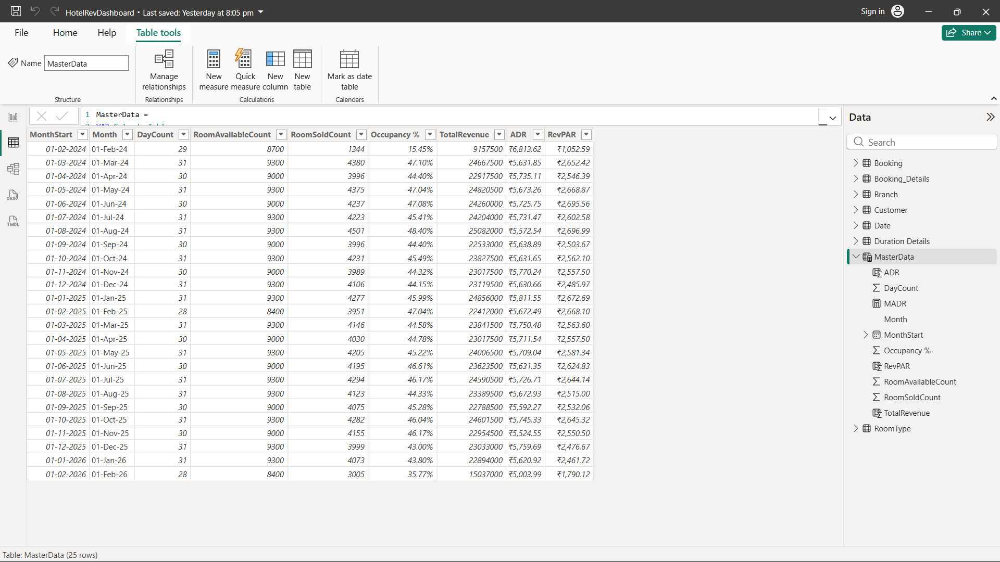 HotelRevDashboard • Last saved: Yesterday at 8:05 pm
Sign in
File Home Help Table tools
Share
Name MasterData
Manage relationships
New measure
Quick measure
New column
New table
Mark as date table
Structure Relationships Calculations Calendars
1 MasterData =
MonthStart Month DayCount RoomAvailableCount RoomSoldCount Occupancy % TotalRevenue ADR RevPAR
01-02-2024 01-Feb-24 29 8700 1344 15.45% 9157500 ₹6,813.62 ₹1,052.59
01-03-2024 01-Mar-24 31 9300 4380 47.10% 24667500 ₹5,631.85 ₹2,652.42
01-04-2024 01-Apr-24 30 9000 3996 44.40% 22917500 ₹5,735.11 ₹2,546.39
01-05-2024 01-May-24 31 9300 4375 47.04% 24820500 ₹5,673.26 ₹2,668.87
01-06-2024 01-Jun-24 30 9000 4237 47.08% 24260000 ₹5,725.75 ₹2,695.56
01-07-2024 01-Jul-24 31 9300 4223 45.41% 24204000 ₹5,731.47 ₹2,602.58
01-08-2024 01-Aug-24 31 9300 4501 48.40% 25082000 ₹5,572.54 ₹2,696.99
01-09-2024 01-Sep-24 30 9000 3996 44.40% 22533000 ₹5,638.89 ₹2,503.67
01-10-2024 01-Oct-24 31 9300 4231 45.49% 23827500 ₹5,631.65 ₹2,562.10
01-11-2024 01-Nov-24 30 9000 3989 44.32% 23017500 ₹5,770.24 ₹2,557.50
01-12-2024 01-Dec-24 31 9300 4106 44.15% 23119500 ₹5,630.66 ₹2,485.97
01-01-2025 01-Jan-25 31 9300 4277 45.99% 24856000 ₹5,811.55 ₹2,672.69
01-02-2025 01-Feb-25 28 8400 3951 47.04% 22412000 ₹5,672.49 ₹2,668.10
01-03-2025 01-Mar-25 31 9300 4146 44.58% 23841500 ₹5,750.48 ₹2,563.60
01-04-2025 01-Apr-25 30 9000 4030 44.78% 23017500 ₹5,711.54 ₹2,557.50
01-05-2025 01-May-25 31 9300 4205 45.22% 24006500 ₹5,709.04 ₹2,581.34
01-06-2025 01-Jun-25 30 9000 4195 46.61% 23623500 ₹5,631.35 ₹2,624.83
01-07-2025 01-Jul-25 31 9300 4294 46.17% 24590500 ₹5,726.71 ₹2,644.14
01-08-2025 01-Aug-25 31 9300 4123 44.33% 23389500 ₹5,672.93 ₹2,515.00
01-09-2025 01-Sep-25 30 9000 4075 45.28% 22788500 ₹5,592.27 ₹2,532.06
01-10-2025 01-Oct-25 31 9300 4282 46.04% 24601500 ₹5,745.33 ₹2,645.32
01-11-2025 01-Nov-25 30 9000 4155 46.17% 22954500 ₹5,524.55 ₹2,550.50
01-12-2025 01-Dec-25 31 9300 3999 43.00% 23033000 ₹5,759.69 ₹2,476.67
01-01-2026 01-Jan-26 31 9300 4073 43.80% 22894000 ₹5,620.92 ₹2,461.72
01-02-2026 01-Feb-26 28 8400 3005 35.77% 15037000 ₹5,003.99 ₹1,790.12
DAX
TMDL
Data
Search
Booking
Booking_Details
Branch
Customer
Date
Duration Details
MasterData
ADR
DayCount
MADR
Month
MonthStart
Occupancy %
RevPAR
RoomAvailableCount
RoomSoldCount
TotalRevenue
RoomType
Table: MasterData (25 rows)